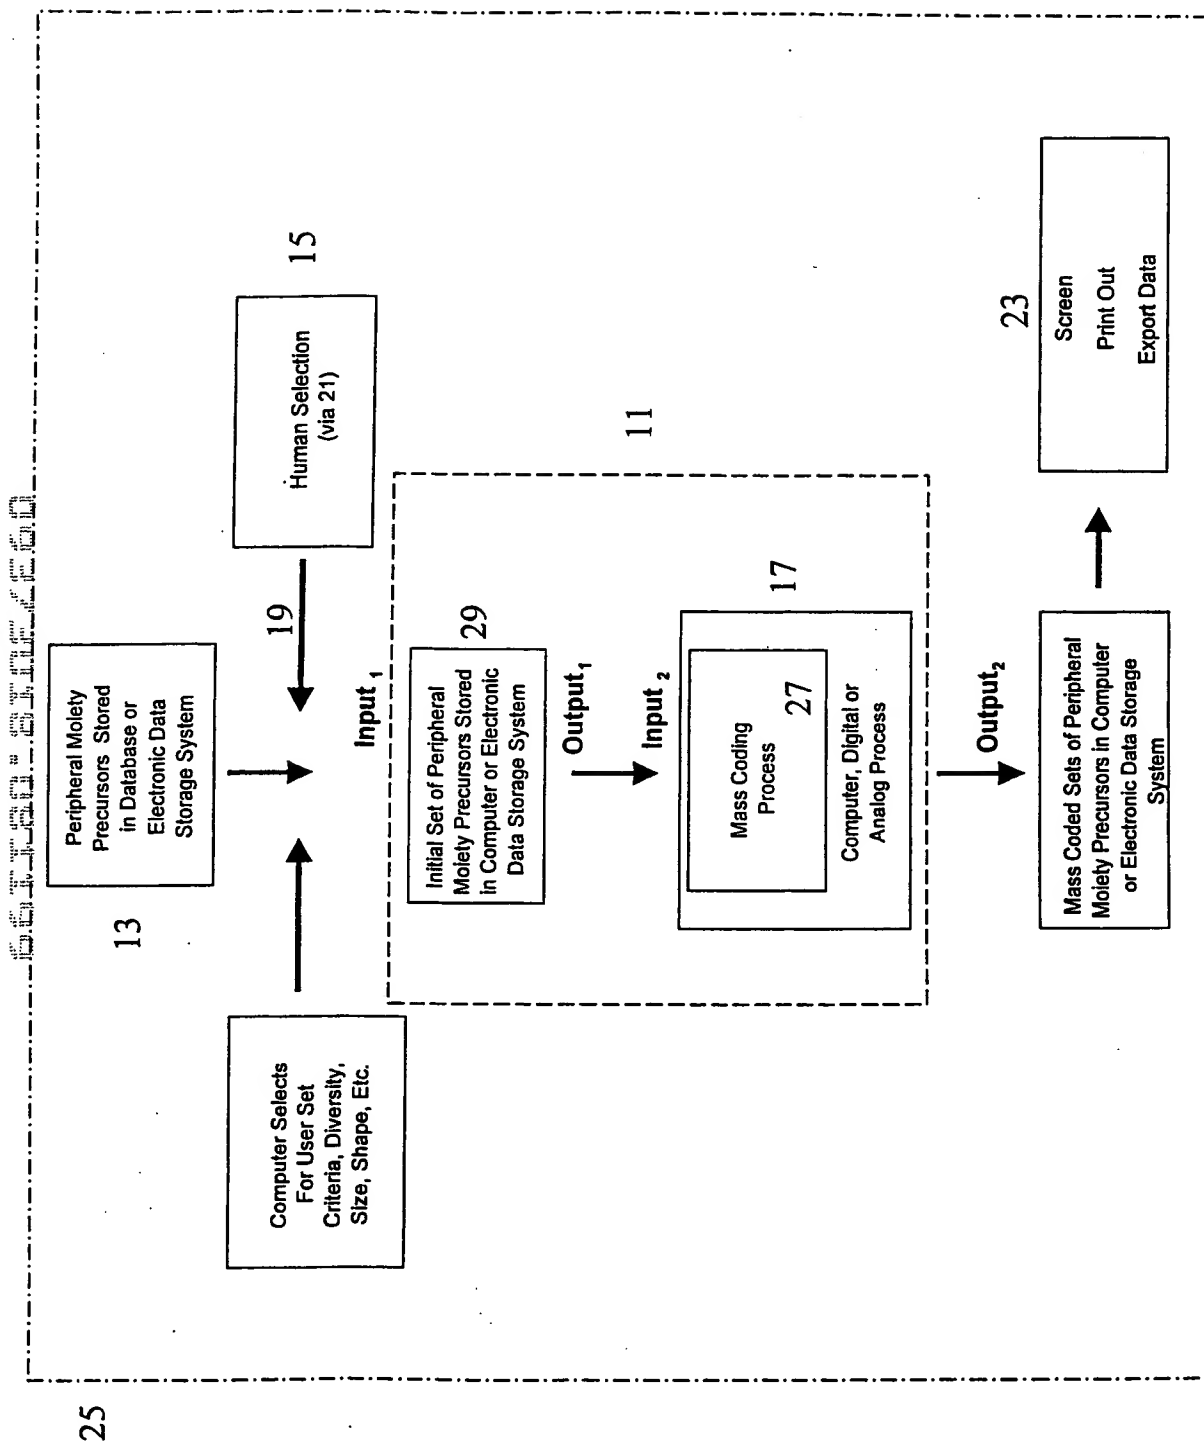 25
Peripheral Moiety
Precursors Stored
in Database or
Electronic Data
Storage System
13
Computer Selects
For User Set
Criteria, Diversity,
Size, Shape, Etc.
19
Human Selection
(via 21)
15
Input 1
Initial Set of Peripheral
Moiety Precursors Stored
in Computer or Electronic
Data Storage System
29
11
Output1
Input 2
Mass Coding
Process
27
Computer, Digital or
Analog Process
17
Output2
Mass Coded Sets of Peripheral
Moiety Precursors in Computer
or Electronic Data Storage
System
23
Screen
Print Out
Export Data